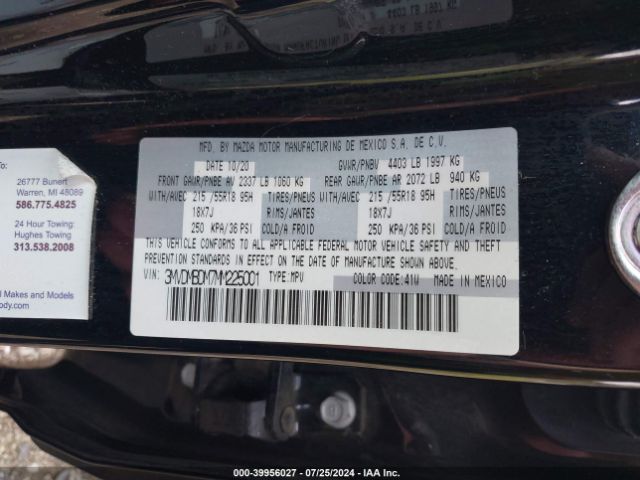 MFD. BY MAZDA MOTOR MANUFACTURING DE MEXICO S.A. DE C.V.
DATE 10/20 GVWR/PNBV 4403 LB 1997 KG
FRONT GAWR/PNBE AV 2337 LB 1060 KG REAR GAWR/PNBE AR 2072 LB 940 KG
WITH/AVEC 215 /55R18 95H TIRES/PNEUS WITH/AVEC 215 /55R18 95H TIRES/PNEUS
18X7J RIMS/JANTES 18X7J RIMS/JANTES
250 KPA/36 PSI COLD/A FROID 250 KPA/36 PSI COLD/A FROID
THIS VEHICLE CONFORMS TO ALL APPLICABLE FEDERAL MOTOR VEHICLE SAFETY AND THEFT
PREVENTION STANDARDS IN EFFECT ON THE DATE OF MANUFACTURE SHOWN ABOVE.
VIN: 3MVDMBDM7MM225001 TYPE: MPV COLOR CODE: 41W MADE IN MEXICO
To:
26777 Bunert
Warren, MI 48089
586.775.4825
24 Hour Towing:
Hughes Towing
313.538.2008
l Makes and Models
ody.com
000-39956027 - 07/25/2024 - IAA Inc.